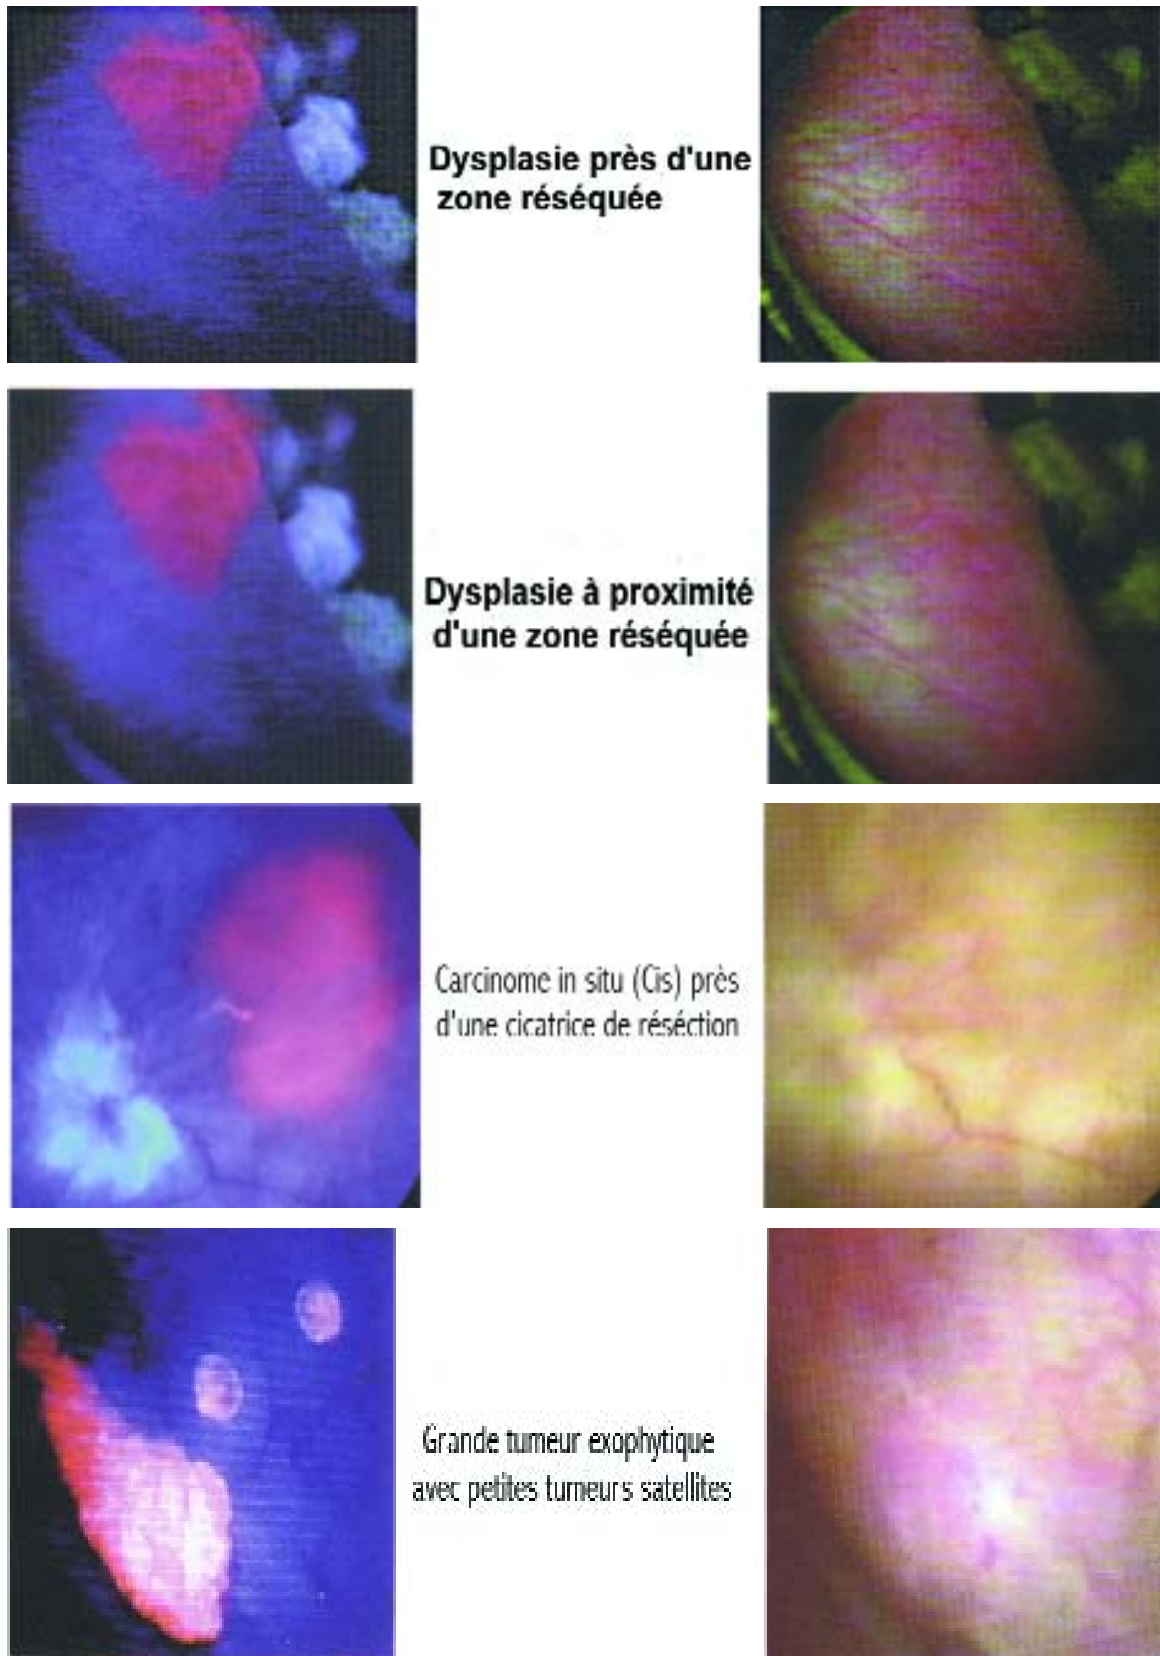 Dysplasie près d'une
zone réséquée
Dysplasie à proximité
d'une zone réséquée
Carcinome in situ (Cis) près
d'une cicatrice de réséction
Grande tumeur exophytique
avec petites tumeurs satellites